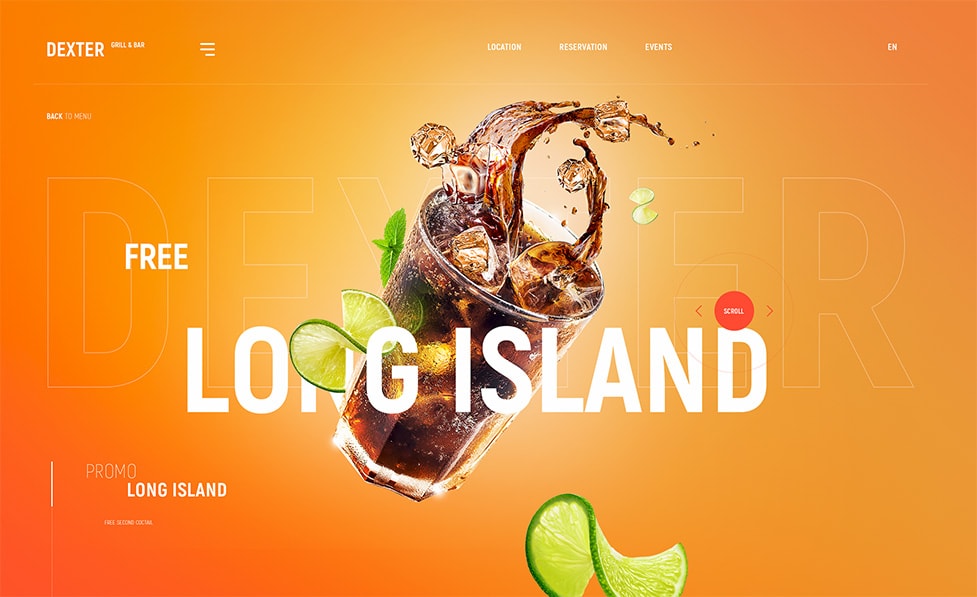 DEXTER GRILL & BAR
LOCATION RESERVATION EVENTS EN
BACK TO MENU
DEXTER
FREE
LONG ISLAND
SCROLL
PROMO
LONG ISLAND
FREE SECOND COCTAIL